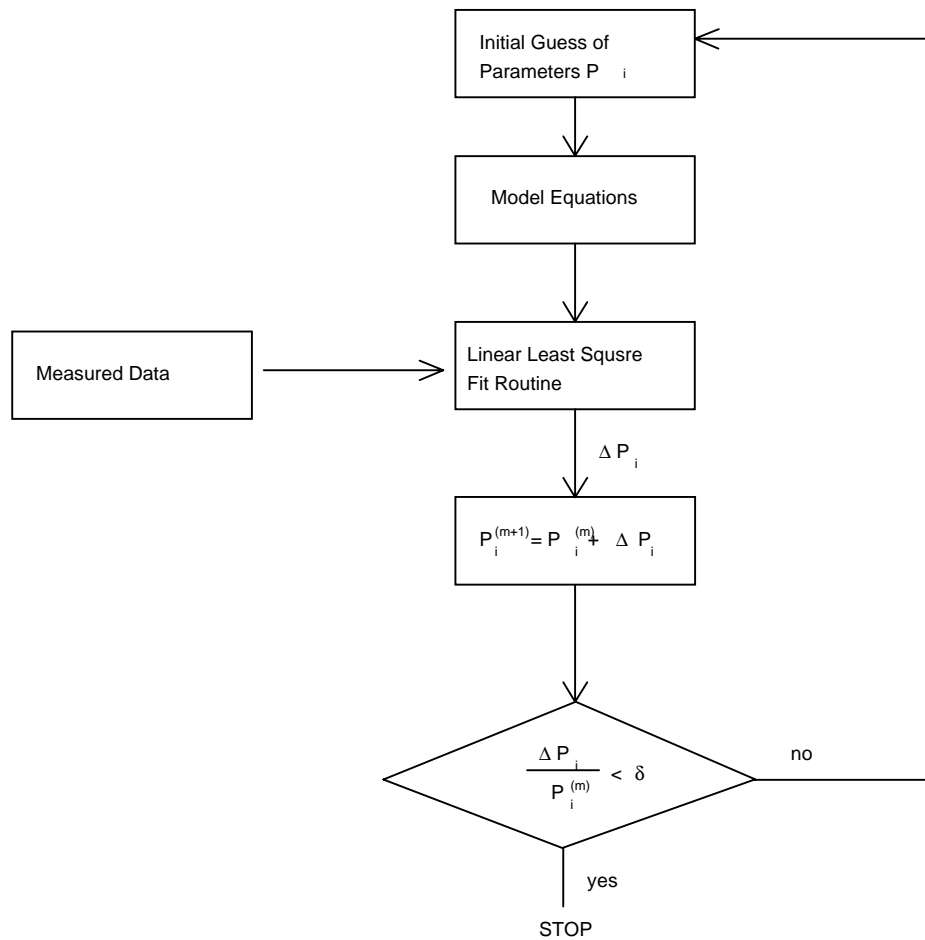 Initial Guess of
Parameters P i
Model Equations
Linear Least Squsre
Fit Routine
Measured Data
Δ P i
P i (m+1) = P i (m) + Δ P i
Δ P i
P i (m) < δ
no
yes
STOP